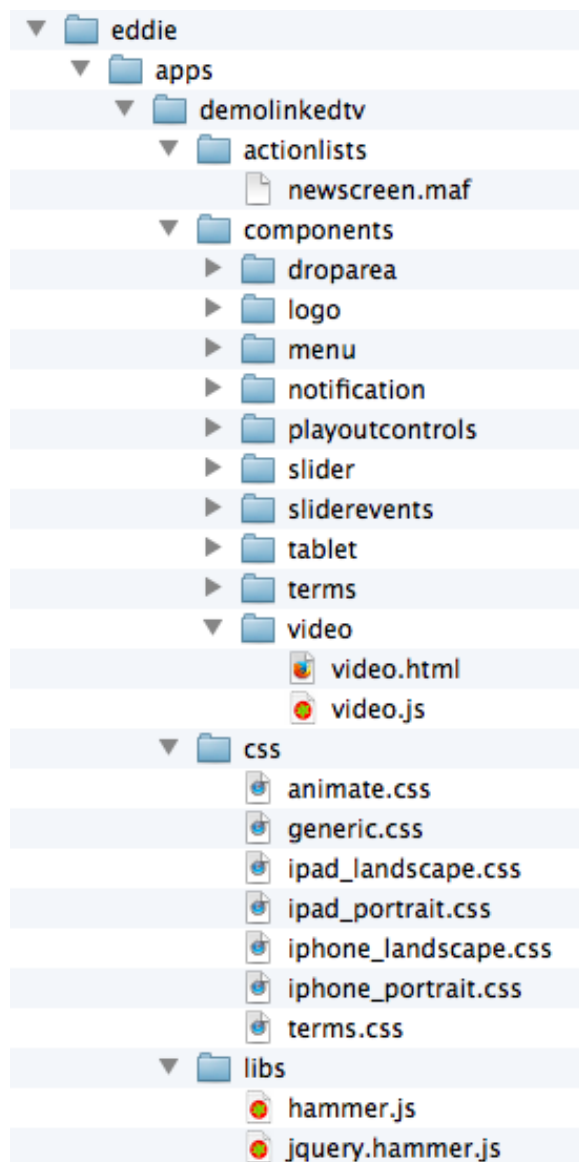 eddie
apps
demolinkedtv
actionlists
newscreen.maf
components
droparea
logo
menu
notification
playoutcontrols
slider
sliderevents
tablet
terms
video
video.html
video.js
css
animate.css
generic.css
ipad_landscape.css
ipad_portrait.css
iphone_landscape.css
iphone_portrait.css
terms.css
libs
hammer.js
jquery.hammer.js